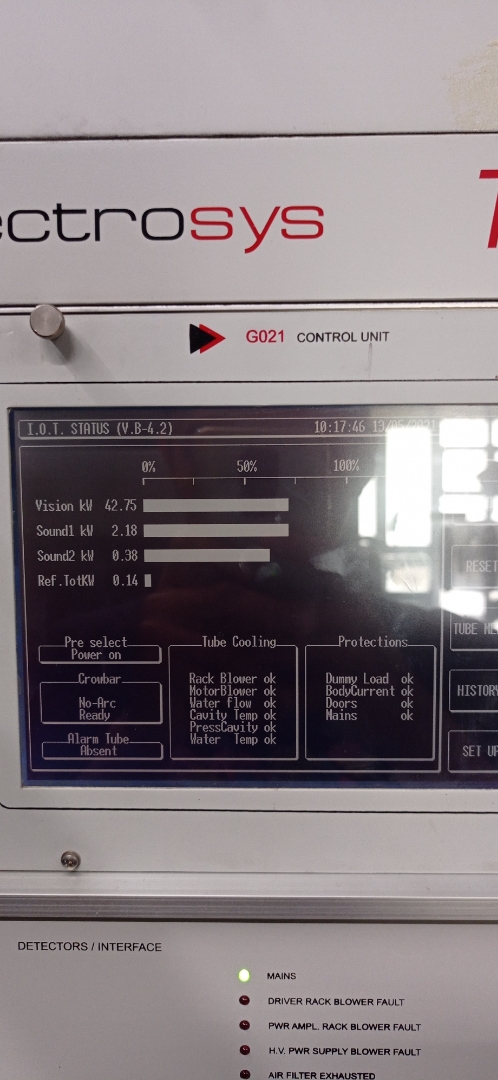 ectrosys
G021 CONTROL UNIT
I.O.T. STATUS (V.B-4.2) 10:17:46
0% 50% 100%
Vision kW 42.75
Sound1 kW 2.18
Sound2 kW 0.38
Ref.TotKW 0.14
Pre select
Power on
Crowbar
No-Arc
Ready
Alarm Tube
Absent
Tube Cooling
Rack Blower ok
MotorBlower ok
Water flow ok
Cavity Temp ok
PressCavity ok
Water Temp ok
Protections
Dummy Load ok
BodyCurrent ok
Doors ok
Mains ok
RESET
TUBE
HISTORY
SET UP
DETECTORS / INTERFACE
MAINS
DRIVER RACK BLOWER FAULT
PWR AMPL. RACK BLOWER FAULT
H.V. PWR SUPPLY BLOWER FAULT
AIR FILTER EXHAUSTED